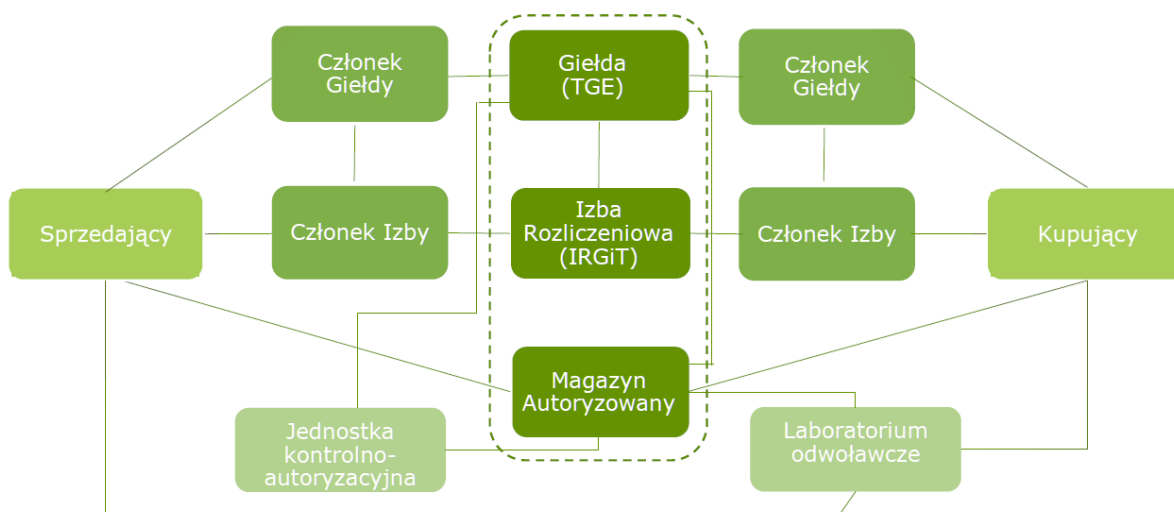 Członek
Giełdy
Giełda
(TGE)
Członek
Giełdy
Sprzedający
Członek Izby
Izba
Rozliczeniowa
(IRGiT)
Członek Izby
Kupujący
Magazyn
Autoryzowany
Jednostka
kontrolno-
autoryzacyjna
Laboratorium
odwoławcze